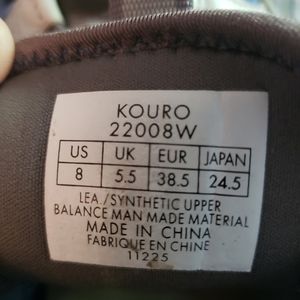 KOURO
22008W
US UK EUR JAPAN
8 5.5 38.5 24.5
LEA./SYNTHETIC UPPER
BALANCE MAN MADE MATERIAL
MADE IN CHINA
FABRIQUE EN CHINE
11225